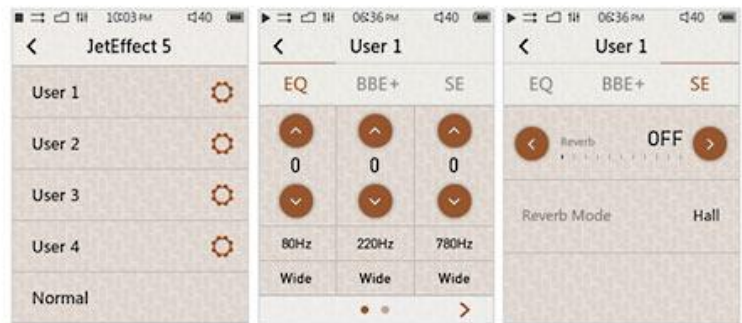 10:03 PM 40
JetEffect 5
User 1
User 2
User 3
User 4
Normal
06:36 PM 40
User 1
EQ BBE+ SE
0 0 0
80Hz 220Hz 780Hz
Wide Wide Wide
06:36 PM 40
User 1
EQ BBE+ SE
Reverb OFF
Reverb Mode Hall